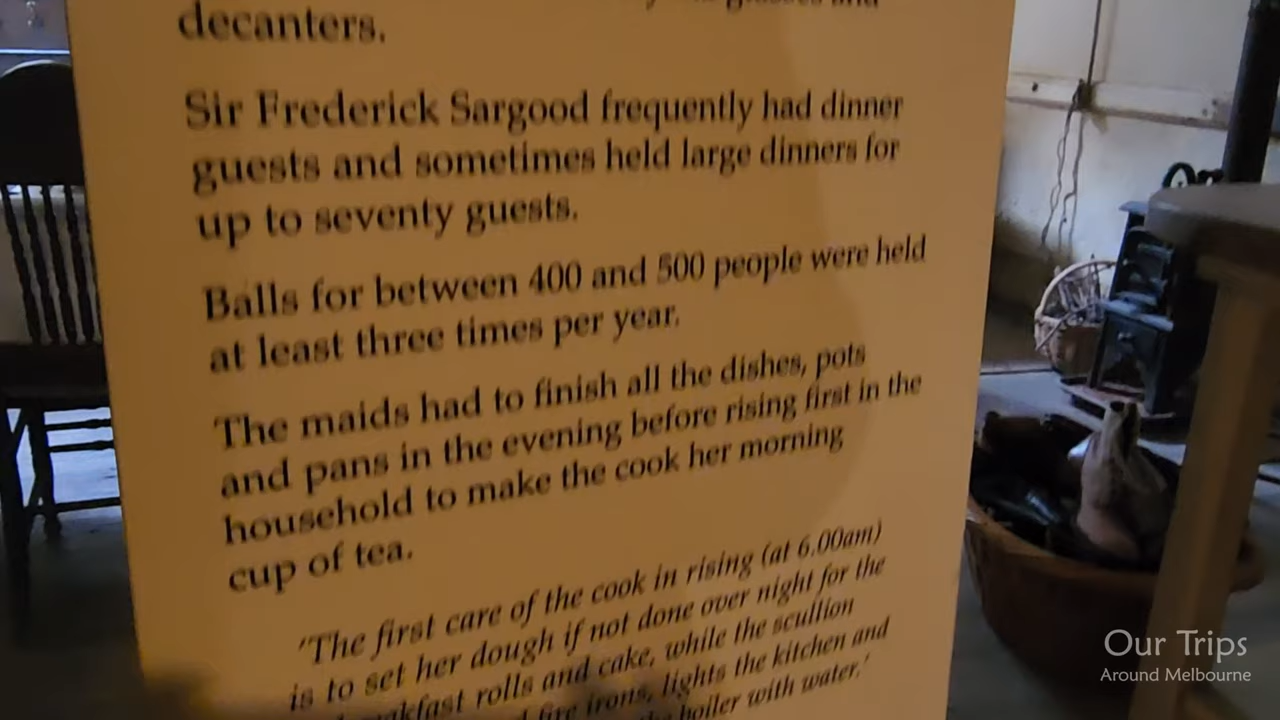 glasses and
decanters.
Sir Frederick Sargood frequently had dinner
guests and sometimes held large dinners for
up to seventy guests.
Balls for between 400 and 500 people were held
at least three times per year.
The maids had to finish all the dishes, pots
and pans in the evening before rising first in the
household to make the cook her morning
cup of tea.
'The first care of the cook in rising (at 6.00am)
is to set her dough if not done over night for the
rolls and cake, while the scullion
fire irons, lights the kitchen and
the boiler with water.'
Our Trips
Around Melbourne